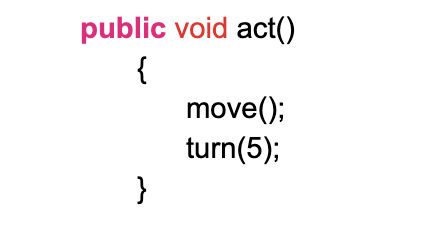 public void act()
{
move();
turn(5);
}